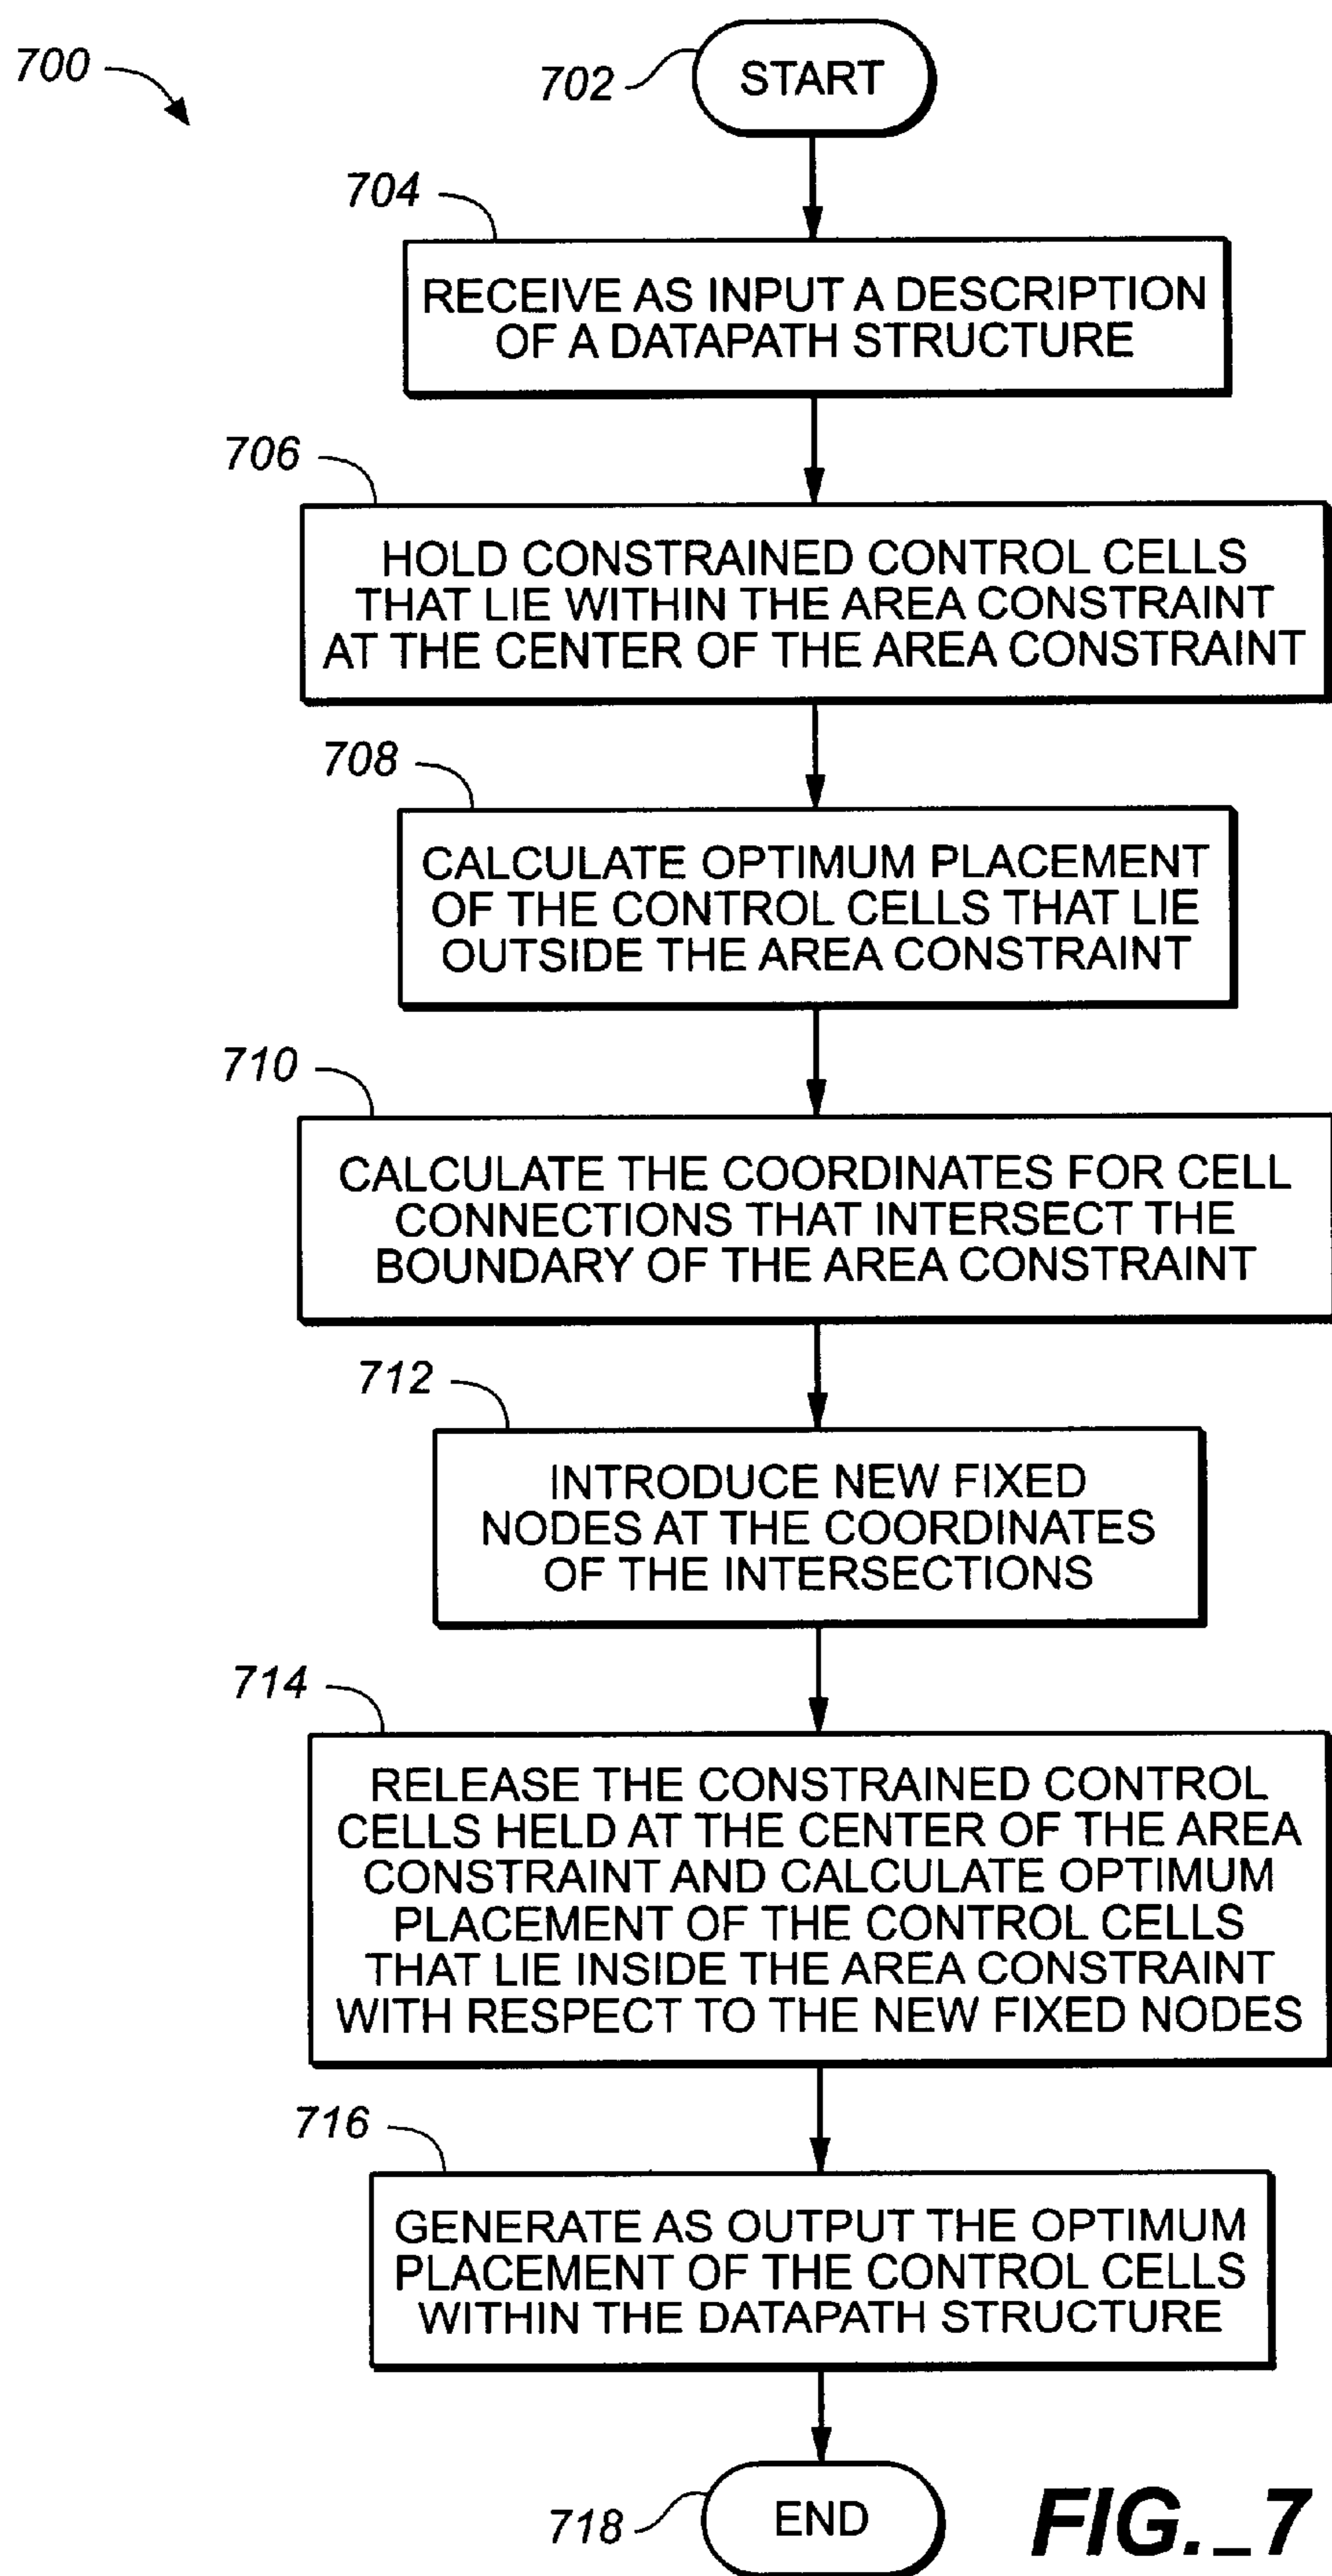 700
702
START
704
RECEIVE AS INPUT A DESCRIPTION
OF A DATAPATH STRUCTURE
706
HOLD CONSTRAINED CONTROL CELLS
THAT LIE WITHIN THE AREA CONSTRAINT
AT THE CENTER OF THE AREA CONSTRAINT
708
CALCULATE OPTIMUM PLACEMENT
OF THE CONTROL CELLS THAT LIE
OUTSIDE THE AREA CONSTRAINT
710
CALCULATE THE COORDINATES FOR CELL
CONNECTIONS THAT INTERSECT THE
BOUNDARY OF THE AREA CONSTRAINT
712
INTRODUCE NEW FIXED
NODES AT THE COORDINATES
OF THE INTERSECTIONS
714
RELEASE THE CONSTRAINED CONTROL
CELLS HELD AT THE CENTER OF THE AREA
CONSTRAINT AND CALCULATE OPTIMUM
PLACEMENT OF THE CONTROL CELLS
THAT LIE INSIDE THE AREA CONSTRAINT
WITH RESPECT TO THE NEW FIXED NODES
716
GENERATE AS OUTPUT THE OPTIMUM
PLACEMENT OF THE CONTROL CELLS
WITHIN THE DATAPATH STRUCTURE
718
END
FIG._7